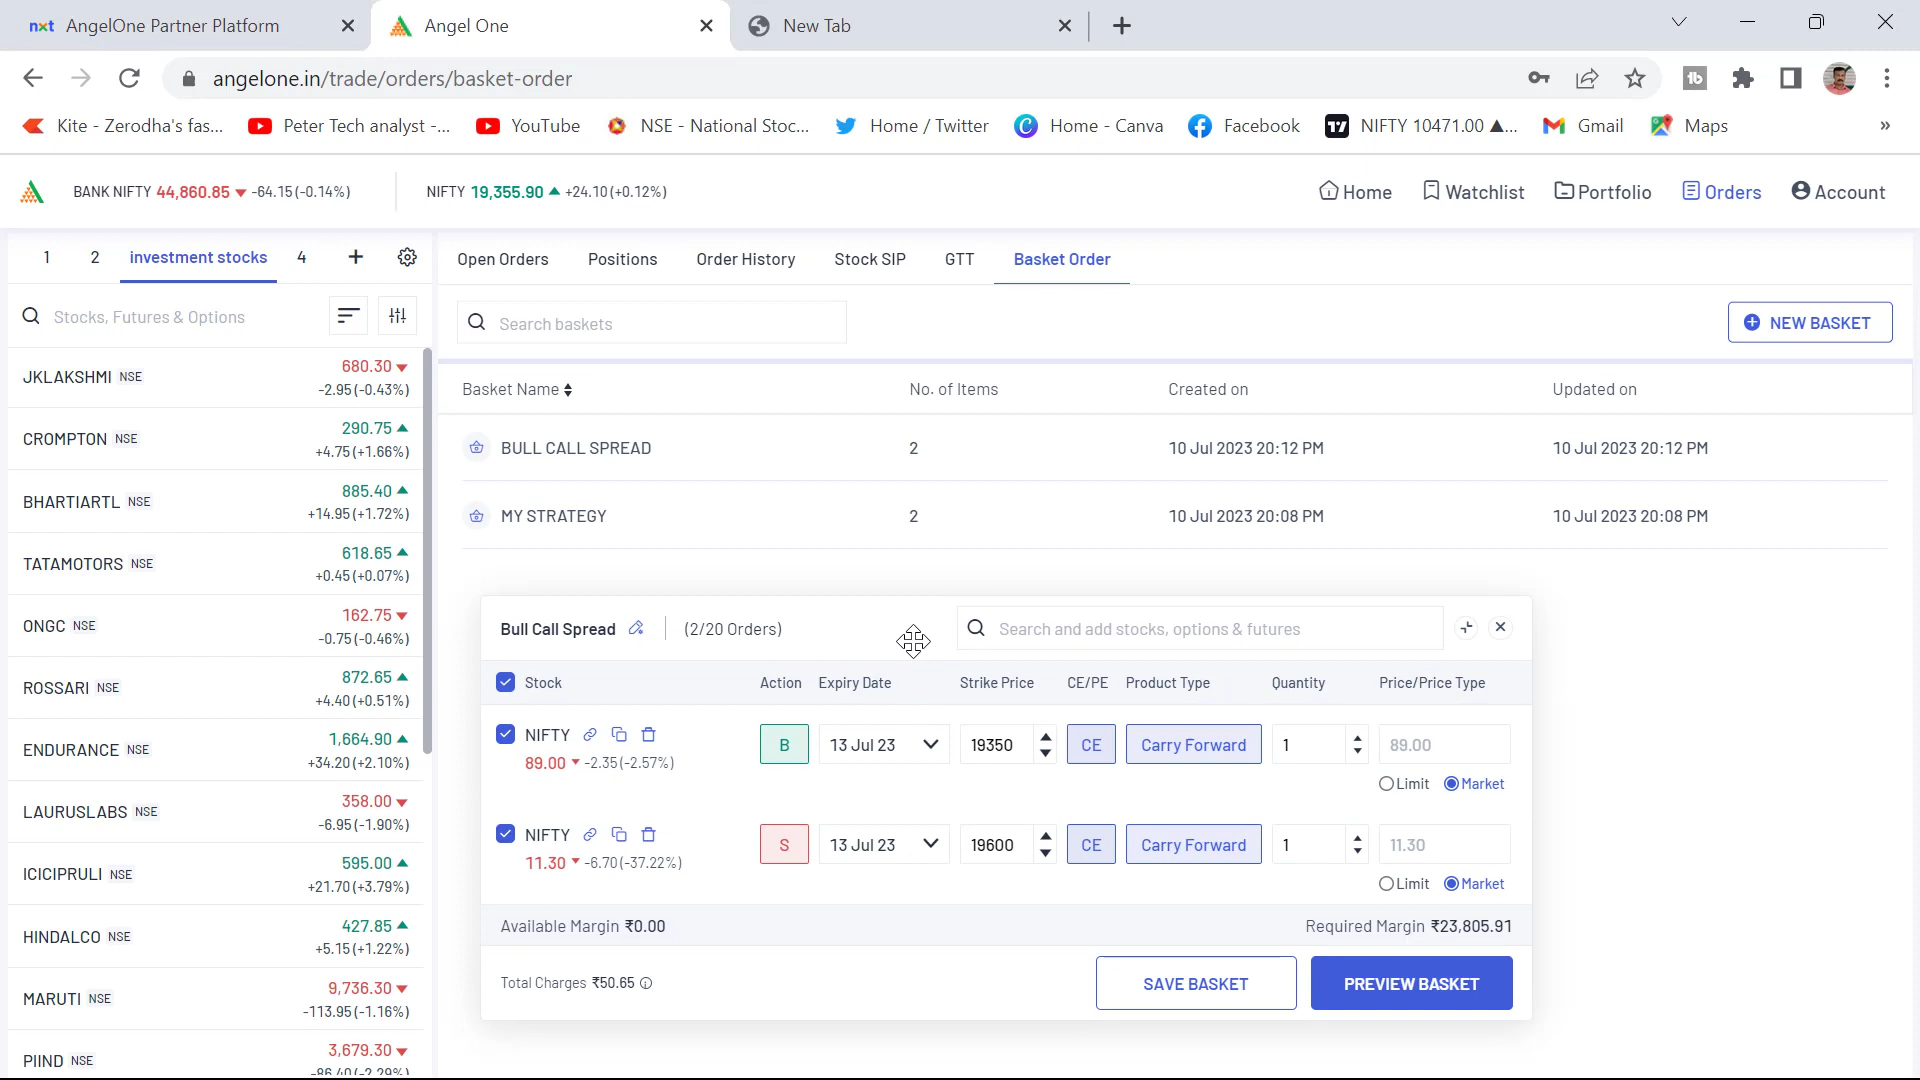 nxt AngelOne Partner Platform
Angel One
New Tab
angelone.in/trade/orders/basket-order
Kite - Zerodha's fas...
Peter Tech analyst -...
YouTube
NSE - National Stoc...
Home / Twitter
Home - Canva
Facebook
NIFTY 10471.00 ▲...
Gmail
Maps
»
BANK NIFTY 44,860.85 ▼ -64.15 (-0.14%)
NIFTY 19,355.90 ▲ +24.10 (+0.12%)
Home
Watchlist
Portfolio
Orders
Account
1
2
investment stocks
4
Stocks, Futures & Options
JKLAKSHMI NSE
680.30 ▼
-2.95 (-0.43%)
CROMPTON NSE
290.75 ▲
+4.75 (+1.66%)
BHARTIARTL NSE
885.40 ▲
+14.95 (+1.72%)
TATAMOTORS NSE
618.65 ▲
+0.45 (+0.07%)
ONGC NSE
162.75 ▼
-0.75 (-0.46%)
ROSSARI NSE
872.65 ▲
+4.40 (+0.51%)
ENDURANCE NSE
1,664.90 ▲
+34.20 (+2.10%)
LAURUSLABS NSE
358.00 ▼
-6.95 (-1.90%)
ICICIPRULI NSE
595.00 ▲
+21.70 (+3.79%)
HINDALCO NSE
427.85 ▲
+5.15 (+1.22%)
MARUTI NSE
9,736.30 ▼
-113.95 (-1.16%)
PIIND NSE
3,679.30 ▼
-86.40 (-2.29%)
Open Orders
Positions
Order History
Stock SIP
GTT
Basket Order
Search baskets
NEW BASKET
Basket Name
No. of Items
Created on
Updated on
BULL CALL SPREAD
2
10 Jul 2023 20:12 PM
10 Jul 2023 20:12 PM
MY STRATEGY
2
10 Jul 2023 20:08 PM
10 Jul 2023 20:08 PM
Bull Call Spread
(2/20 Orders)
Search and add stocks, options & futures
Stock
Action
Expiry Date
Strike Price
CE/PE
Product Type
Quantity
Price/Price Type
NIFTY
89.00 ▼ -2.35 (-2.57%)
B
13 Jul 23
19350
CE
Carry Forward
1
89.00
Limit
Market
NIFTY
11.30 ▼ -6.70 (-37.22%)
S
13 Jul 23
19600
CE
Carry Forward
1
11.30
Limit
Market
Available Margin ₹0.00
Required Margin ₹23,805.91
Total Charges ₹50.65
SAVE BASKET
PREVIEW BASKET